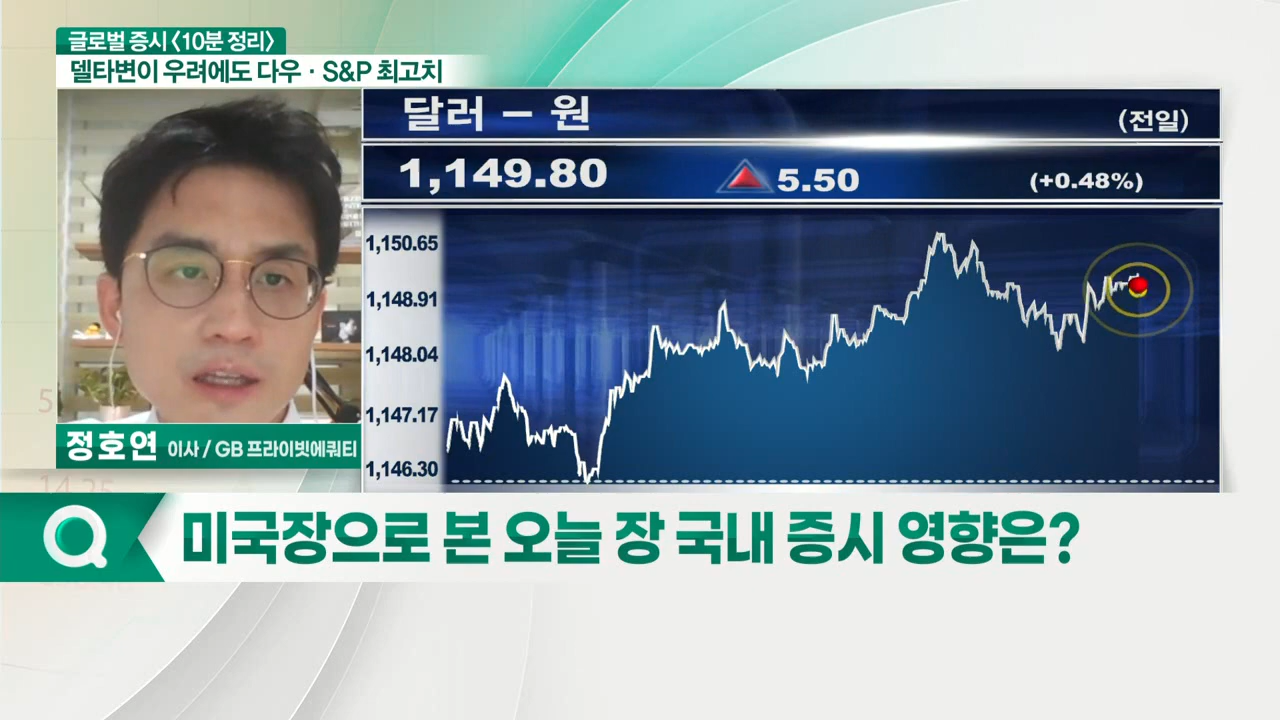 글로벌 증시 <10분 정리>
델타변이 우려에도 다우 · S&P 최고치
달러 – 원
(전일)
1,149.80 ▲ 5.50 (+0.48%)
1,150.65
1,148.91
1,148.04
1,147.17
1,146.30
정호연 이사 / GB 프라이빗에쿼티
Q 미국장으로 본 오늘 장 국내 증시 영향은?